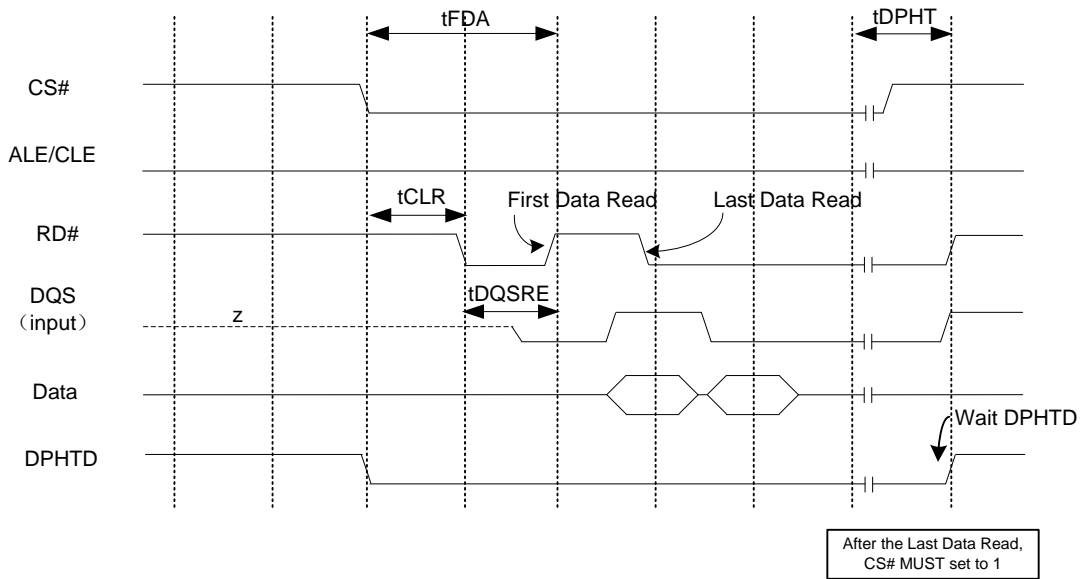 tFDA
tDPHT
CS#
ALE/CLE
tCLR
First Data Read
Last Data Read
RD#
tDQSRE
DQS
（input）
z
Data
Wait DPHTD
DPHTD
After the Last Data Read,
CS# MUST set to 1